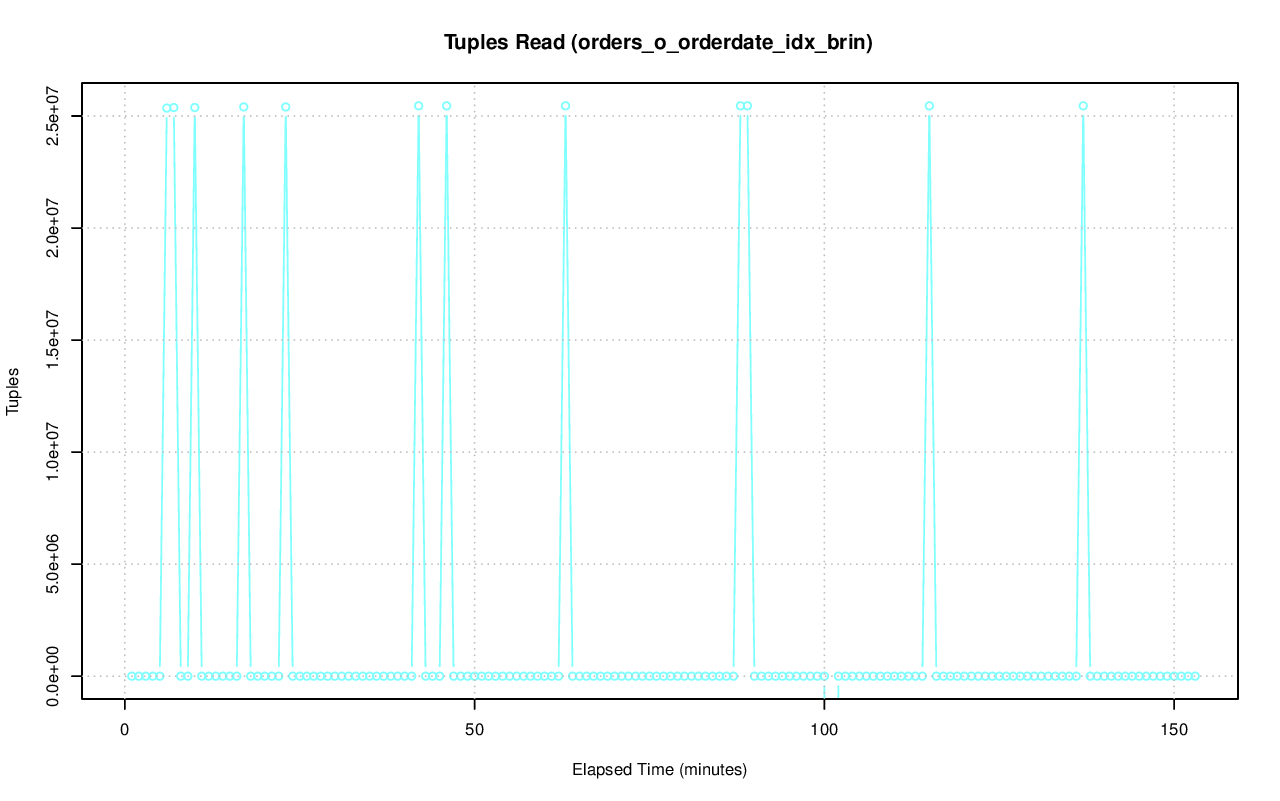 Tuples Read (orders_o_orderdate_idx_brin)
Tuples
2.5e+07
2.0e+07
1.5e+07
1.0e+07
5.0e+06
0.0e+00
0 50 100 150
Elapsed Time (minutes)